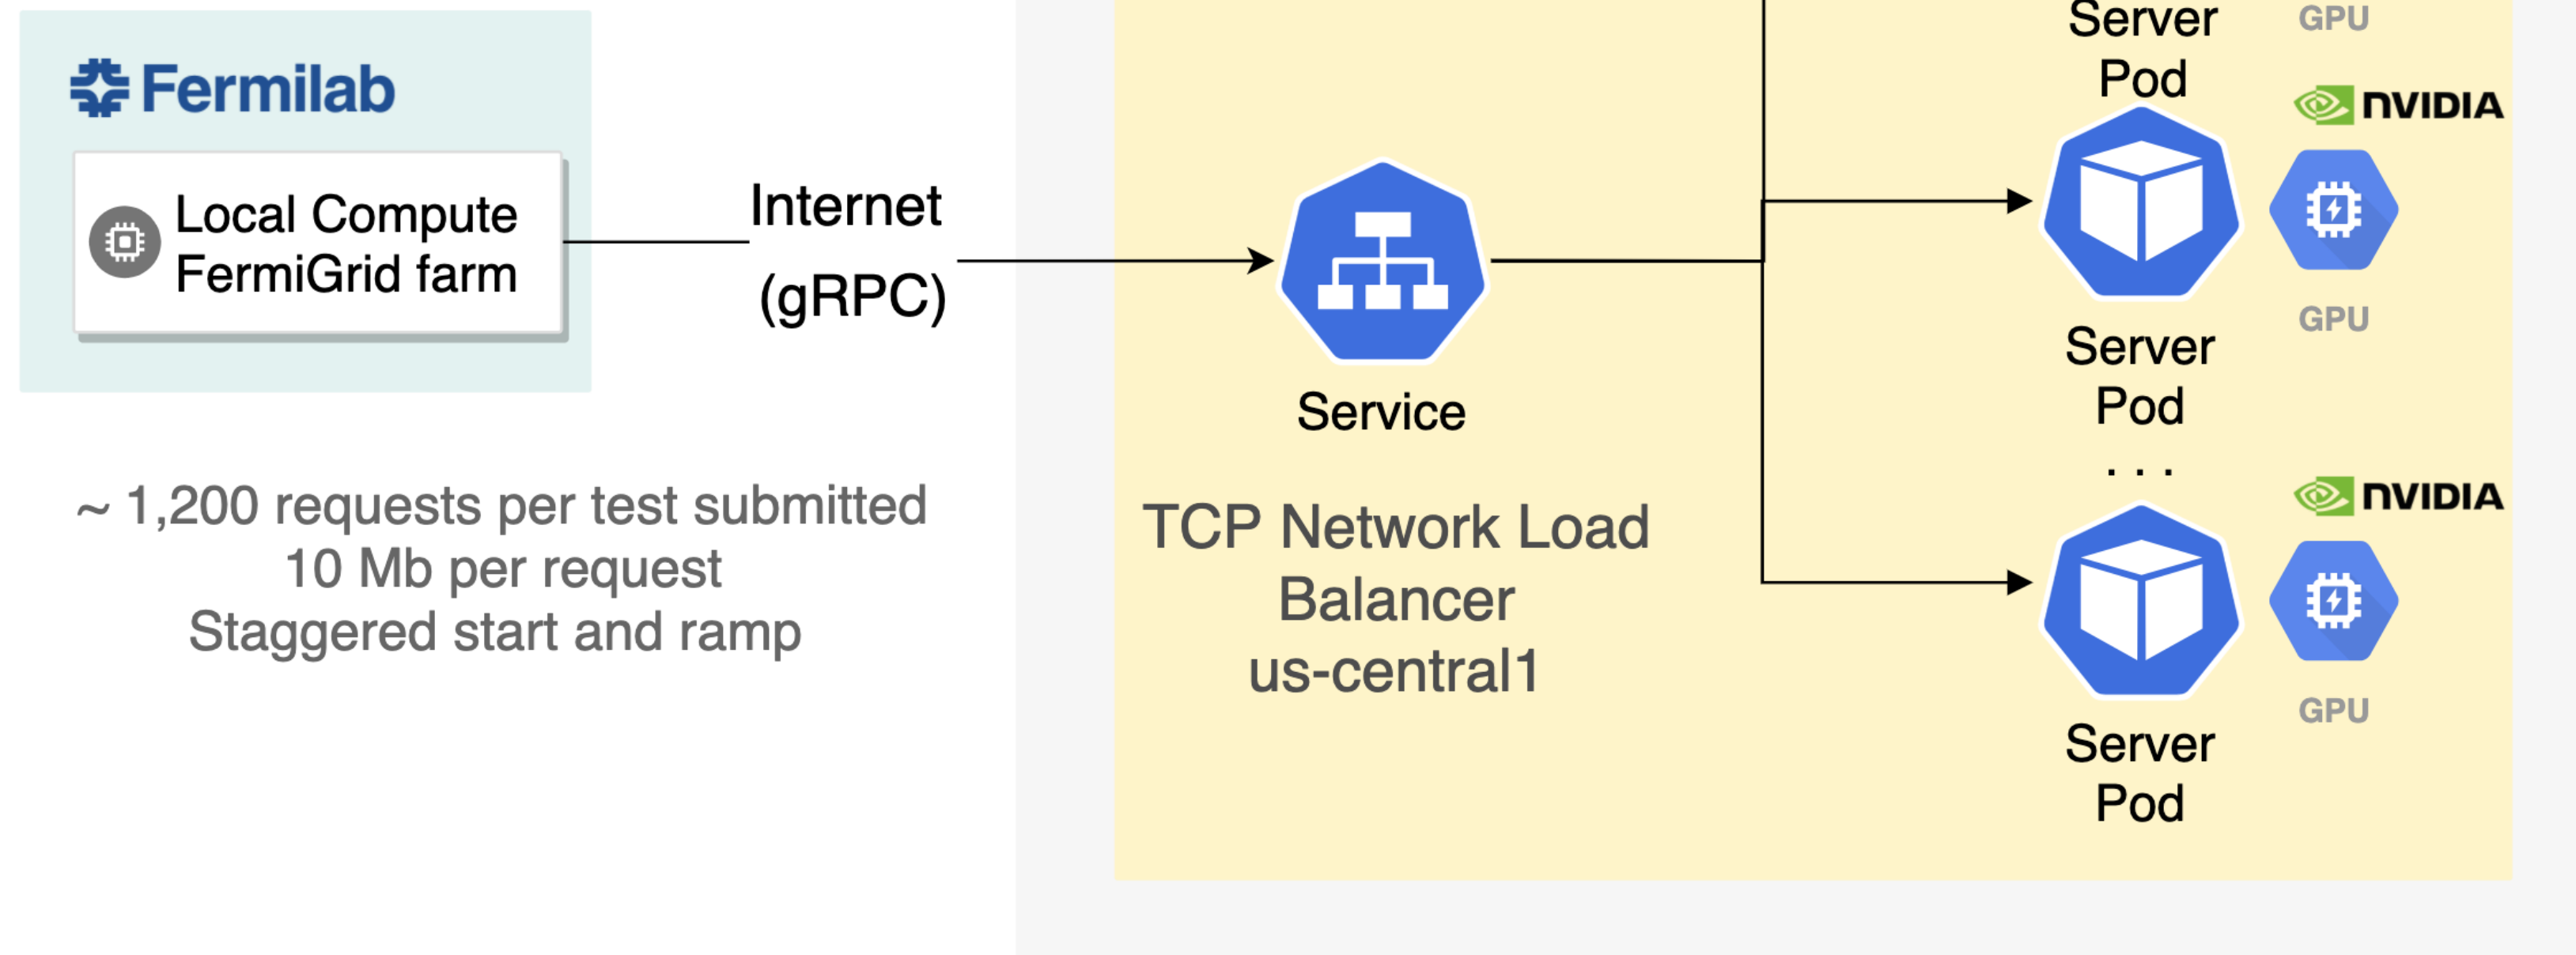 Fermilab
Local Compute
FermiGrid farm
~ 1,200 requests per test submitted
10 Mb per request
Staggered start and ramp
Internet
(gRPC)
Service
TCP Network Load
Balancer
us-central1
Server
Pod
GPU
NVIDIA
GPU
Server
Pod
. . .
NVIDIA
GPU
Server
Pod